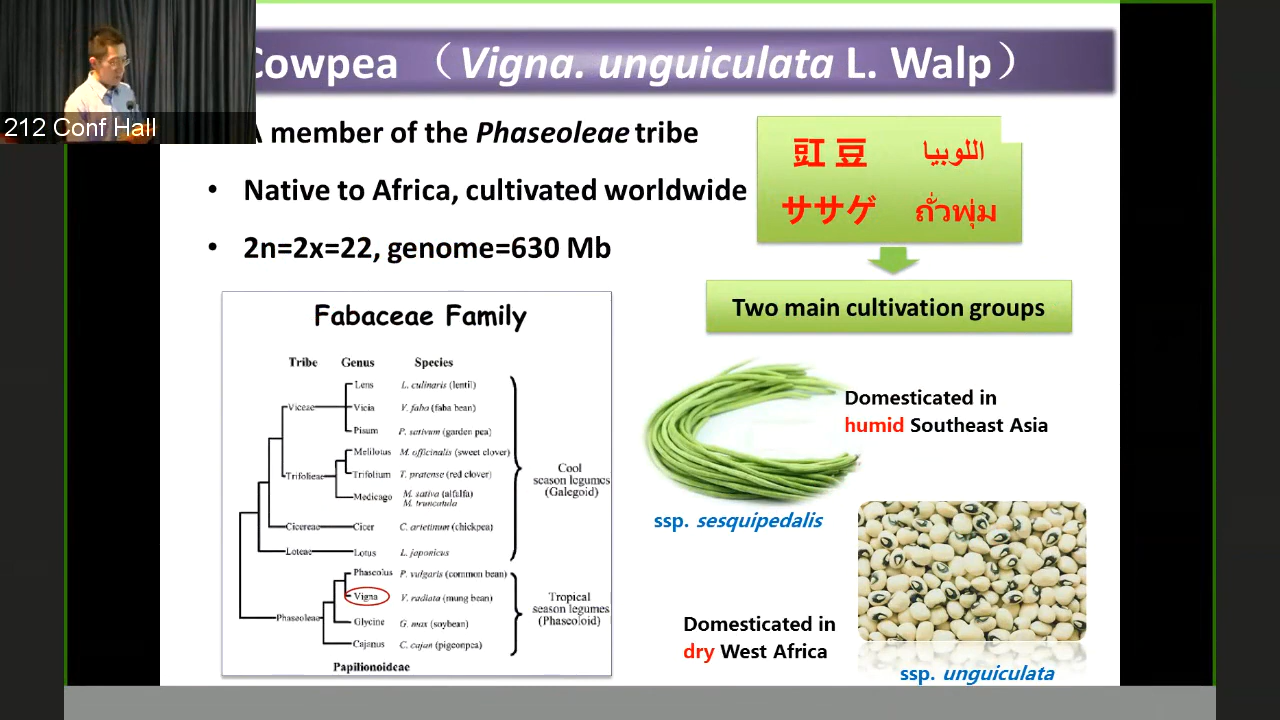 212 Conf Hall
Cowpea （Vigna. unguiculata L. Walp）
A member of the Phaseoleae tribe
• Native to Africa, cultivated worldwide
• 2n=2x=22, genome=630 Mb
豇豆 اللوبيا
ササゲ ถั่วพุ่ม
Two main cultivation groups
Fabaceae Family
Tribe Genus Species
Lens L. culinaris (lentil)
Viceae Vicia V. faba (faba bean)
Pisum P. sativum (garden pea)
Melilotus M. officinalis (sweet clover)
Trifolieae Trifolium T. pratense (red clover)
Medicago M. sativa (alfalfa)
M. truncatula
Cicereae Cicer C. arietinum (chickpea)
Loteae Lotus L. japonicus
Cool
season legumes
(Galegoid)
Phaseolus P. vulgaris (common bean)
Vigna V. radiata (mung bean)
Phaseoleae Glycine G. max (soybean)
Cajanus C. cajan (pigeonpea)
Tropical
season legumes
(Phaseoloid)
Papilionoideae
Domesticated in
humid Southeast Asia
ssp. sesquipedalis
Domesticated in
dry West Africa
ssp. unguiculata